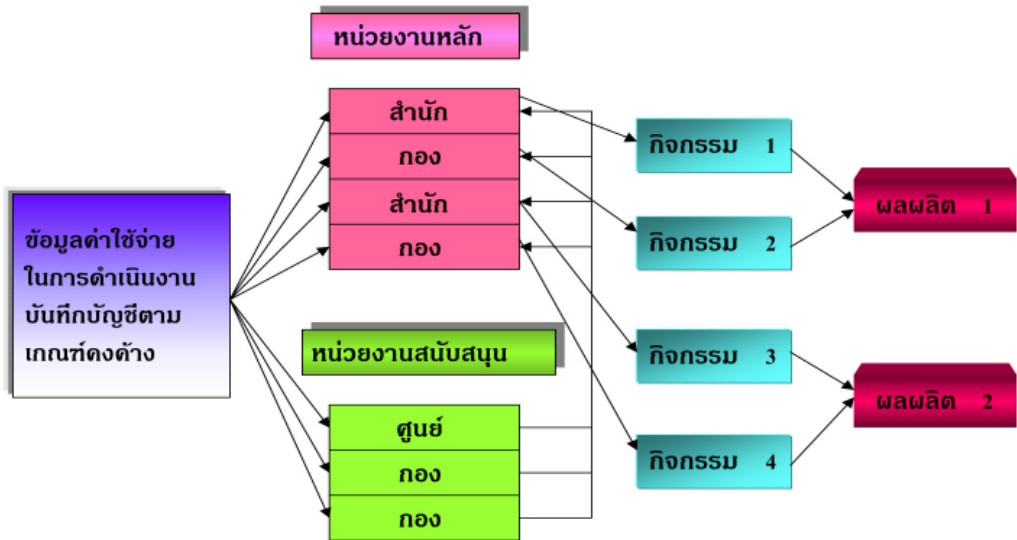 หน่วยงานหลัก
สำนัก
กอง
สำนัก
กอง
ข้อมูลค่าใช้จ่าย
ในการดำเนินงาน
บันทึกบัญชีตาม
เกณฑ์คงค้าง
หน่วยงานสนับสนุน
ศูนย์
กอง
กอง
กิจกรรม 1
กิจกรรม 2
กิจกรรม 3
กิจกรรม 4
ผลผลิต 1
ผลผลิต 2